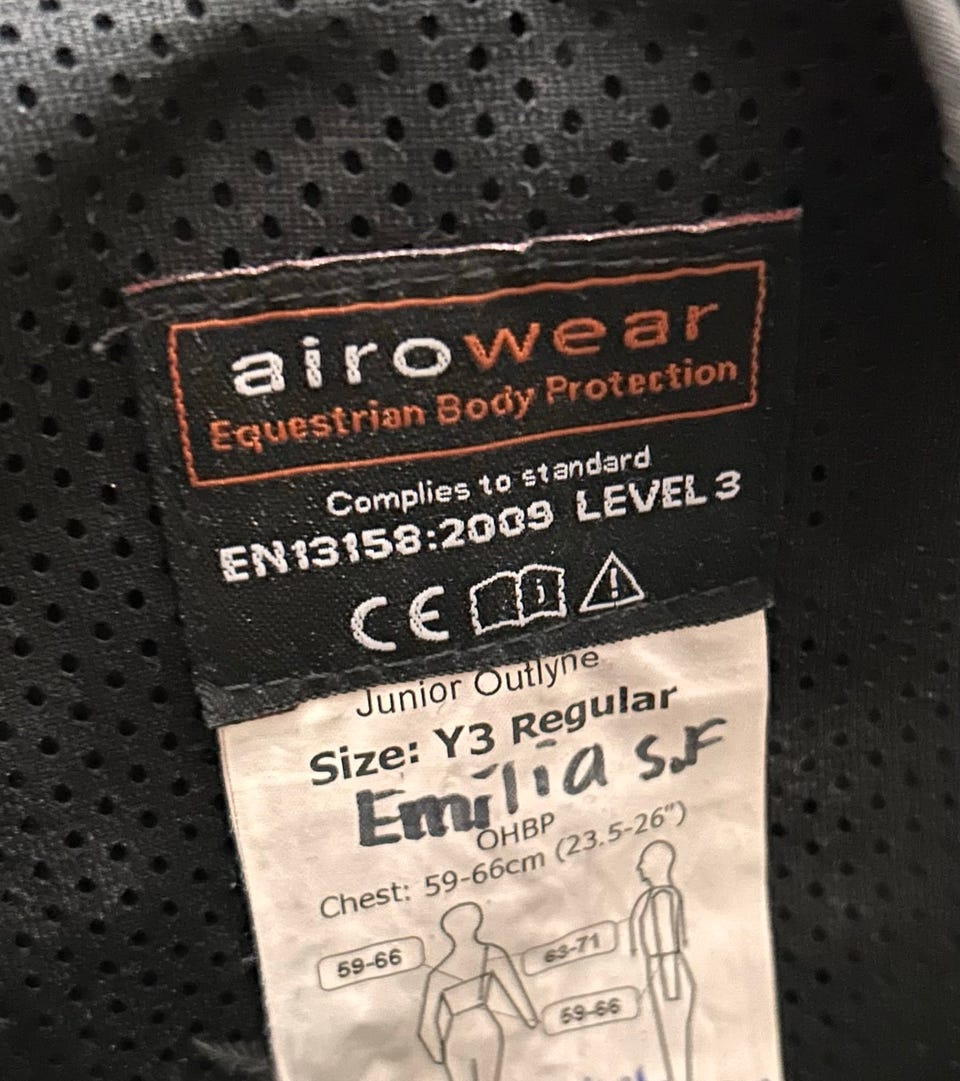 airowear
Equestrian Body Protection
Complies to standard
EN13158:2009 LEVEL 3
CE i !
Junior Outlyne
Size: Y3 Regular
Emilia S.F
OHBP
Chest: 59-66cm (23.5-26")
59-66
63-71
59-66